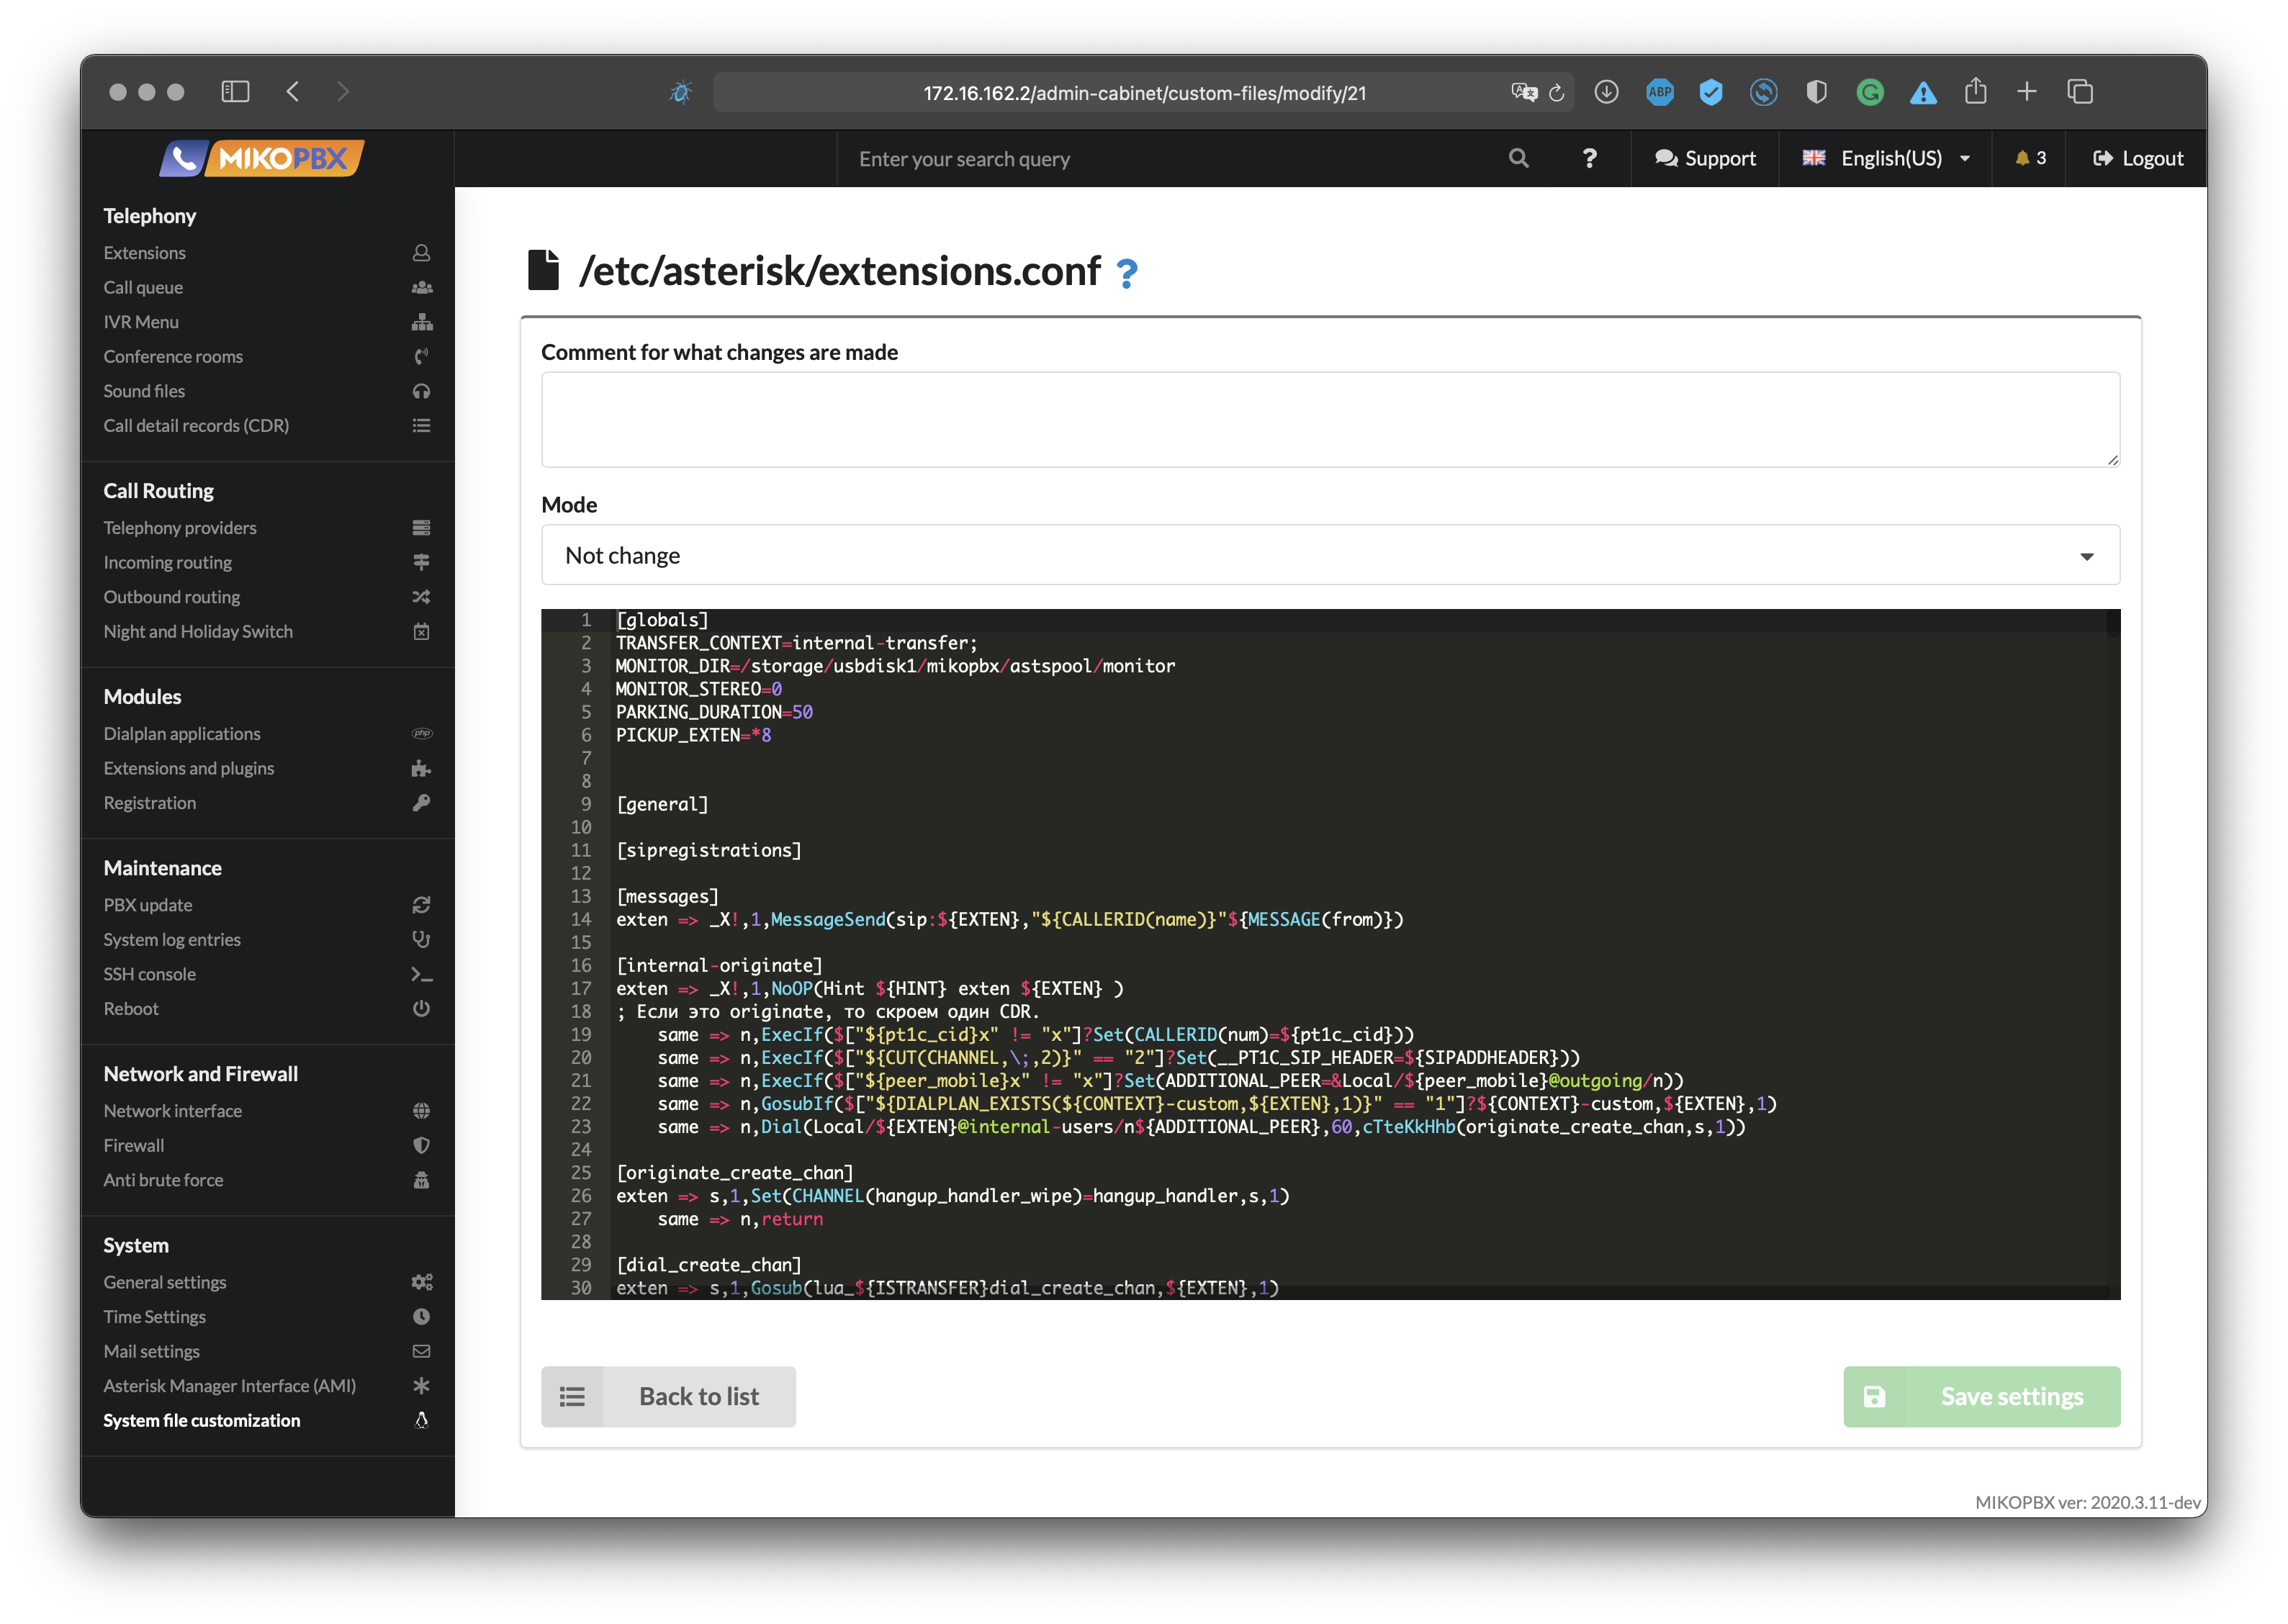 172.16.162.2/admin-cabinet/custom-files/modify/21
ABP
MIKOPBX
Enter your search query
?
Support
English(US)
3
Logout
Telephony
Extensions
Call queue
IVR Menu
Conference rooms
Sound files
Call detail records (CDR)
Call Routing
Telephony providers
Incoming routing
Outbound routing
Night and Holiday Switch
Modules
Dialplan applications
php
Extensions and plugins
Registration
Maintenance
PBX update
System log entries
SSH console
Reboot
Network and Firewall
Network interface
Firewall
Anti brute force
System
General settings
Time Settings
Mail settings
Asterisk Manager Interface (AMI)
System file customization
/etc/asterisk/extensions.conf ?
Comment for what changes are made
Mode
Not change
1 [globals]
2 TRANSFER_CONTEXT=internal-transfer;
3 MONITOR_DIR=/storage/usbdisk1/mikopbx/astspool/monitor
4 MONITOR_STEREO=0
5 PARKING_DURATION=50
6 PICKUP_EXTEN=*8
7
8
9 [general]
10
11 [sipregistrations]
12
13 [messages]
14 exten => _X!,1,MessageSend(sip:${EXTEN},"${CALLERID(name)}"${MESSAGE(from)})
15
16 [internal-originate]
17 exten => _X!,1,NoOP(Hint ${HINT} exten ${EXTEN} )
18 ; Если это originate, то скроем один CDR.
19     same => n,ExecIf($["${pt1c_cid}x" != "x"]?Set(CALLERID(num)=${pt1c_cid}))
20     same => n,ExecIf($["${CUT(CHANNEL,\;,2)}" == "2"]?Set(__PT1C_SIP_HEADER=${SIPADDHEADER}))
21     same => n,ExecIf($["${peer_mobile}x" != "x"]?Set(ADDITIONAL_PEER=&Local/${peer_mobile}@outgoing/n))
22     same => n,GosubIf($["${DIALPLAN_EXISTS(${CONTEXT}-custom,${EXTEN},1)}" == "1"]?${CONTEXT}-custom,${EXTEN},1)
23     same => n,Dial(Local/${EXTEN}@internal-users/n${ADDITIONAL_PEER},60,cTteKkHhb(originate_create_chan,s,1))
24
25 [originate_create_chan]
26 exten => s,1,Set(CHANNEL(hangup_handler_wipe)=hangup_handler,s,1)
27     same => n,return
28
29 [dial_create_chan]
30 exten => s,1,Gosub(lua_${ISTRANSFER}dial_create_chan,${EXTEN},1)
Back to list
Save settings
MIKOPBX ver: 2020.3.11-dev